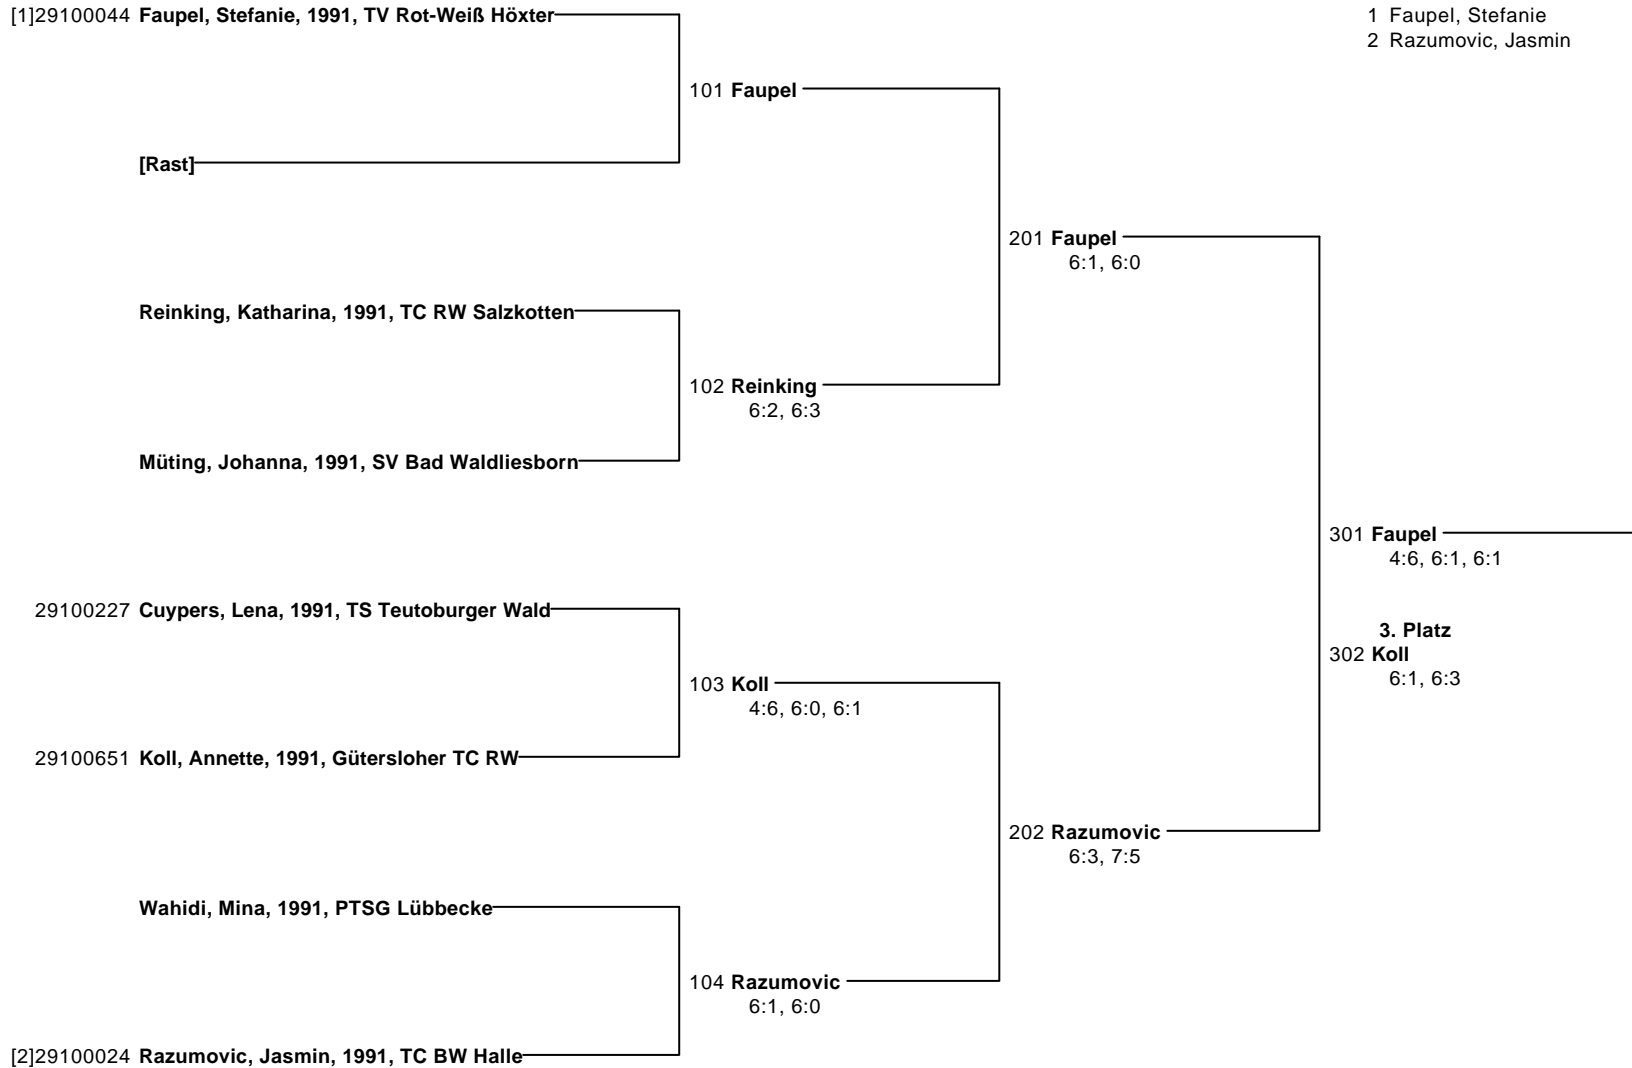 [1]29100044 Faupel, Stefanie, 1991, TV Rot-Weiß Höxter
1 Faupel, Stefanie
2 Razumovic, Jasmin
101 Faupel
[Rast]
201 Faupel
6:1, 6:0
Reinking, Katharina, 1991, TC RW Salzkotten
102 Reinking
6:2, 6:3
Müting, Johanna, 1991, SV Bad Waldliesborn
301 Faupel
4:6, 6:1, 6:1
29100227 Cuypers, Lena, 1991, TS Teutoburger Wald
3. Platz
302 Koll
6:1, 6:3
103 Koll
4:6, 6:0, 6:1
29100651 Koll, Annette, 1991, Gütersloher TC RW
202 Razumovic
6:3, 7:5
Wahidi, Mina, 1991, PTSG Lübbecke
104 Razumovic
6:1, 6:0
[2]29100024 Razumovic, Jasmin, 1991, TC BW Halle